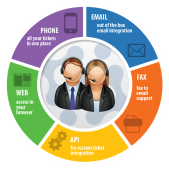 PHONE
all your tickets
in one place
EMAIL
out of the box
email integration
FAX
fax to
email
support
API
for custom ticket
integration
WEB
access in
your
browser